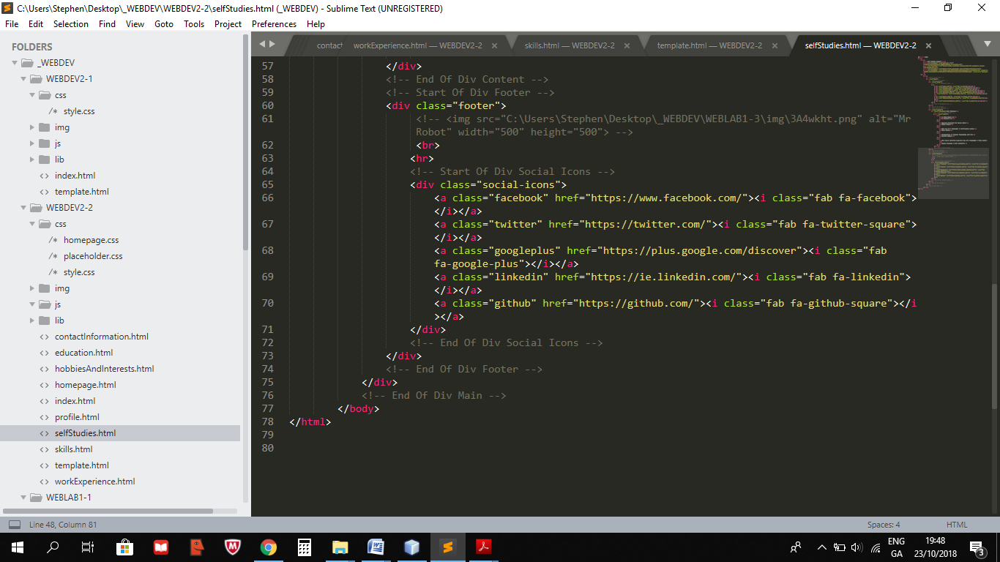 C:\Users\Stephen\Desktop\_WEBDEV\WEBDEV2-2\selfStudies.html (_WEBDEV) - Sublime Text (UNREGISTERED)
File Edit Selection Find View Goto Tools Project Preferences Help
FOLDERS
_WEBDEV
WEBDEV2-1
css
/* style.css
img
js
lib
<> index.html
<> template.html
WEBDEV2-2
css
/* homepage.css
/* placeholder.css
/* style.css
img
js
lib
<> contactInformation.html
<> education.html
<> hobbiesAndInterests.html
<> homepage.html
<> index.html
<> profile.html
<> selfStudies.html
<> skills.html
<> template.html
<> workExperience.html
WEBLAB1-1
contact workExperience.html — WEBDEV2-2 × skills.html — WEBDEV2-2 × template.html — WEBDEV2-2 × selfStudies.html — WEBDEV2-2 ×
57 </div>
58 <!-- End Of Div Content -->
59 <!-- Start Of Div Footer -->
60 <div class="footer">
61 <!-- <img src="C:\Users\Stephen\Desktop\_WEBDEV\WEBLAB1-3\img\3A4wkht.png" alt="Mr
Robot" width="500" height="500"> -->
62 <br>
63 <hr>
64 <!-- Start Of Div Social Icons -->
65 <div class="social-icons">
66 <a class="facebook" href="https://www.facebook.com/"><i class="fab fa-facebook">
</i></a>
67 <a class="twitter" href="https://twitter.com/"><i class="fab fa-twitter-square">
</i></a>
68 <a class="googleplus" href="https://plus.google.com/discover"><i class="fab
fa-google-plus"></i></a>
69 <a class="linkedin" href="https://ie.linkedin.com/"><i class="fab fa-linkedin">
</i></a>
70 <a class="github" href="https://github.com/"><i class="fab fa-github-square"></i
></a>
71 </div>
72 <!-- End Of Div Social Icons -->
73 </div>
74 <!-- End Of Div Footer -->
75 </div>
76 <!-- End Of Div Main -->
77 </body>
78 </html>
79
80
Line 48, Column 81 Spaces: 4 HTML
ENG 19:48
GA 23/10/2018 3